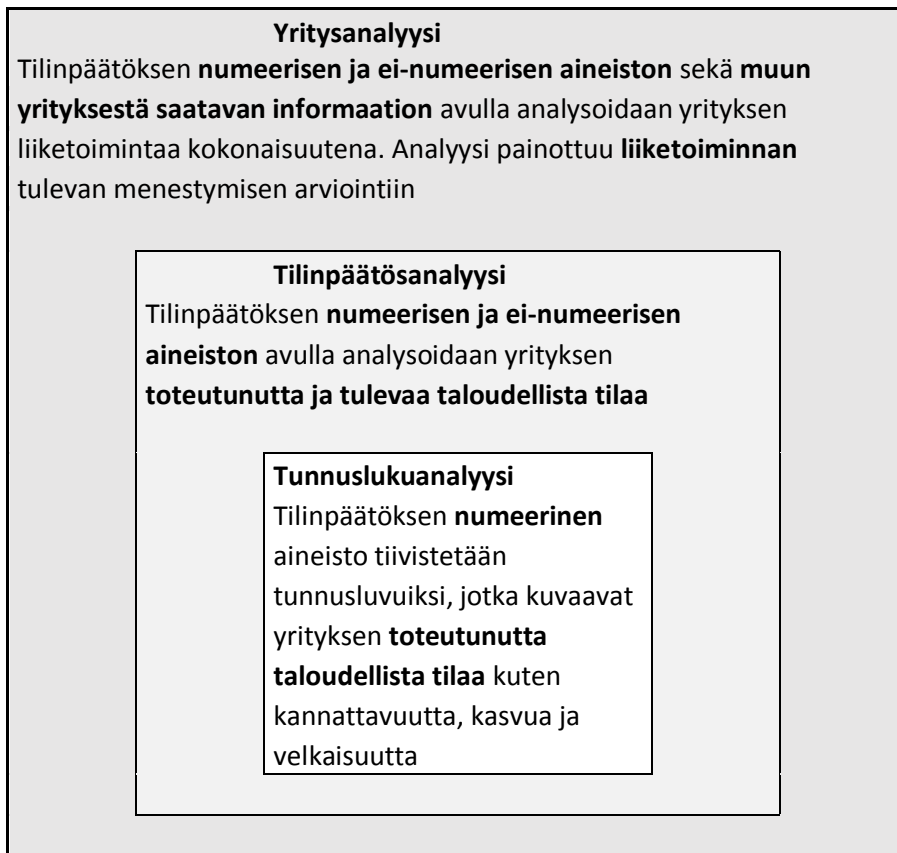 Yritysanalyysi
Tilinpäätöksen numeerisen ja ei-numeerisen aineiston sekä muun
yrityksestä saatavan informaation avulla analysoidaan yrityksen
liiketoimintaa kokonaisuutena. Analyysi painottuu liiketoiminnan
tulevan menestymisen arviointiin
Tilinpäätösanalyysi
Tilinpäätöksen numeerisen ja ei-numeerisen
aineiston avulla analysoidaan yrityksen
toteutunutta ja tulevaa taloudellista tilaa
Tunnuslukuanalyysi
Tilinpäätöksen numeerinen
aineisto tiivistetään
tunnusluvuiksi, jotka kuvaavat
yrityksen toteutunutta
taloudellista tilaa kuten
kannattavuutta, kasvua ja
velkaisuutta